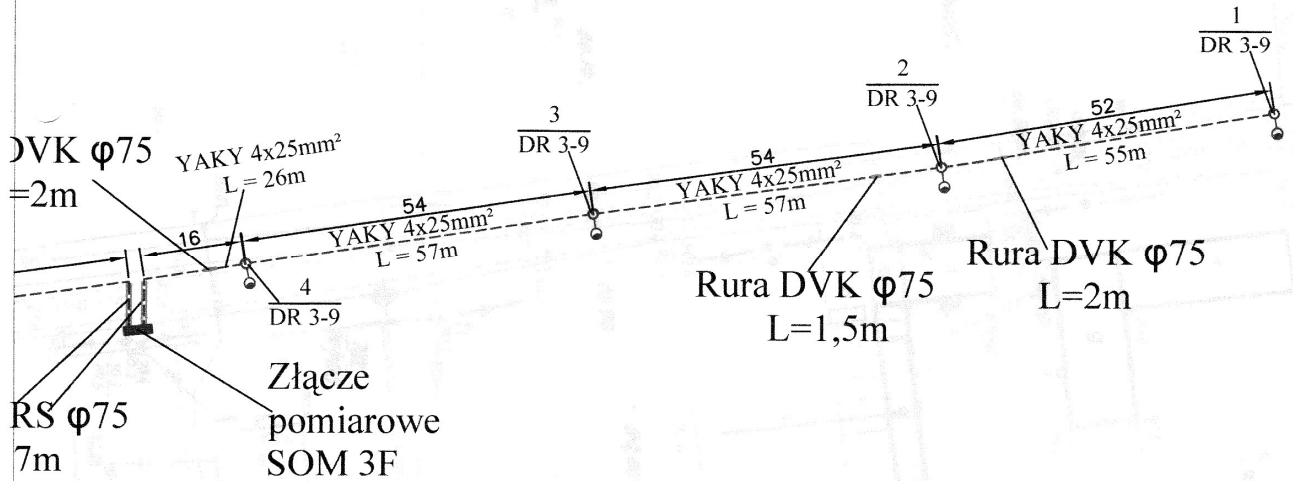 1
DR 3-9
2
DR 3-9
3
DR 3-9
52
YAKY 4x25mm²
L = 55m
54
YAKY 4x25mm²
L = 57m
54
YAKY 4x25mm²
L = 57m
16
YAKY 4x25mm²
L = 26m
DVK φ75
=2m
4
DR 3-9
Rura DVK φ75
L=1,5m
Rura DVK φ75
L=2m
Złącze
pomiarowe
SOM 3F
RS φ75
7m